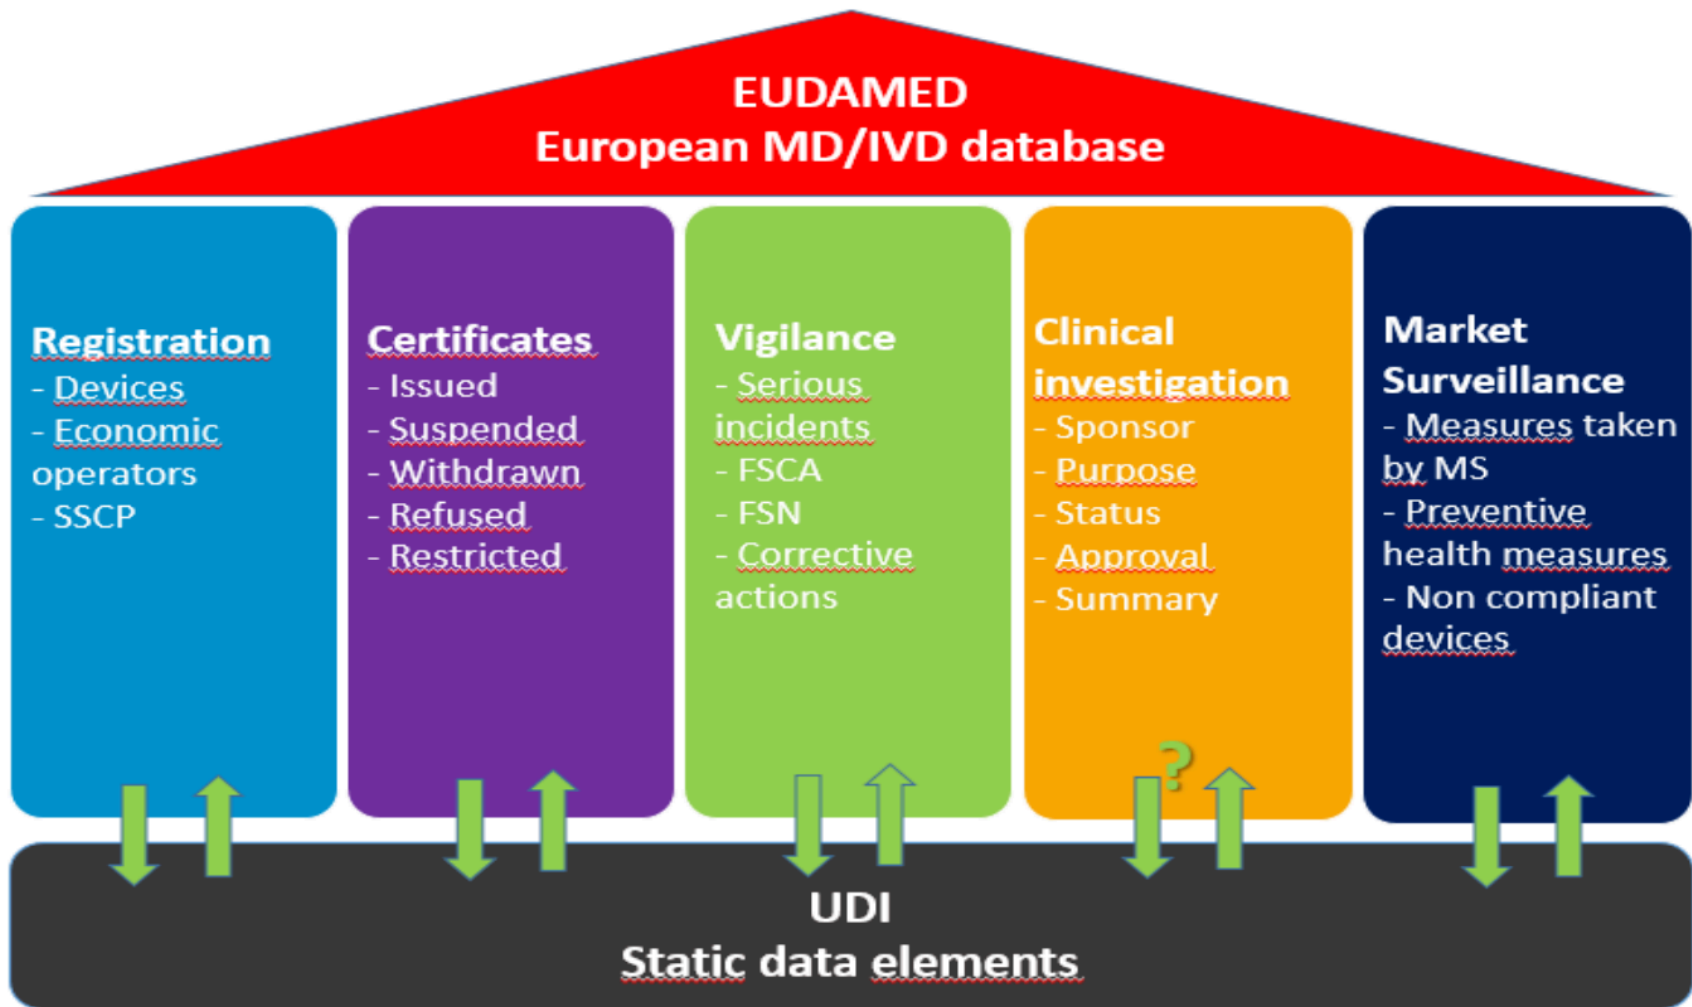 EUDAMED
European MD/IVD database
Registration
- Devices
- Economic
operators
- SSCP
Certificates
- Issued
- Suspended
- Withdrawn
- Refused
- Restricted
Vigilance
- Serious
incidents
- FSCA
- FSN
- Corrective
actions
Clinical
investigation
- Sponsor
- Purpose
- Status
- Approval
- Summary
?
Market
Surveillance
- Measures taken
by MS
- Preventive
health measures
- Non compliant
devices
UDI
Static data elements